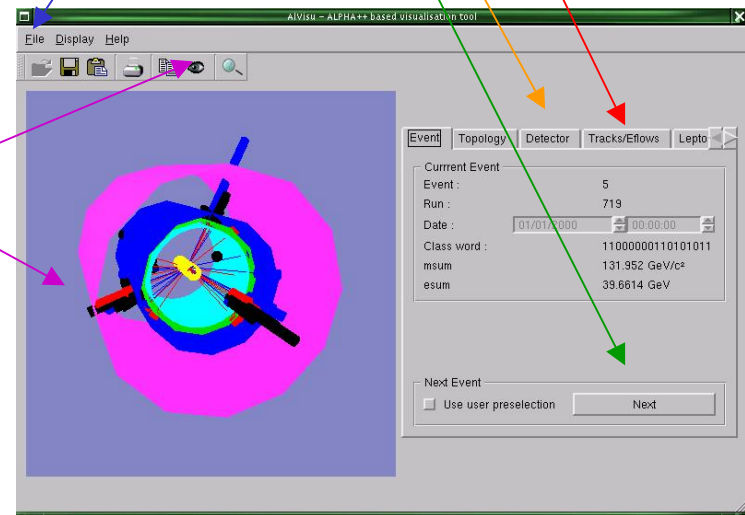 AlVisu - ALPHA++ based visualisation tool
File Display Help
Event Topology Detector Tracks/Eflows Lepto
Currrent Event
Event : 5
Run : 719
Date : 01/01/2000 00:00:00
Class word : 11000000110101011
msum 131.952 GeV/c²
esum 39.6614 GeV
Next Event
Use user preselection Next